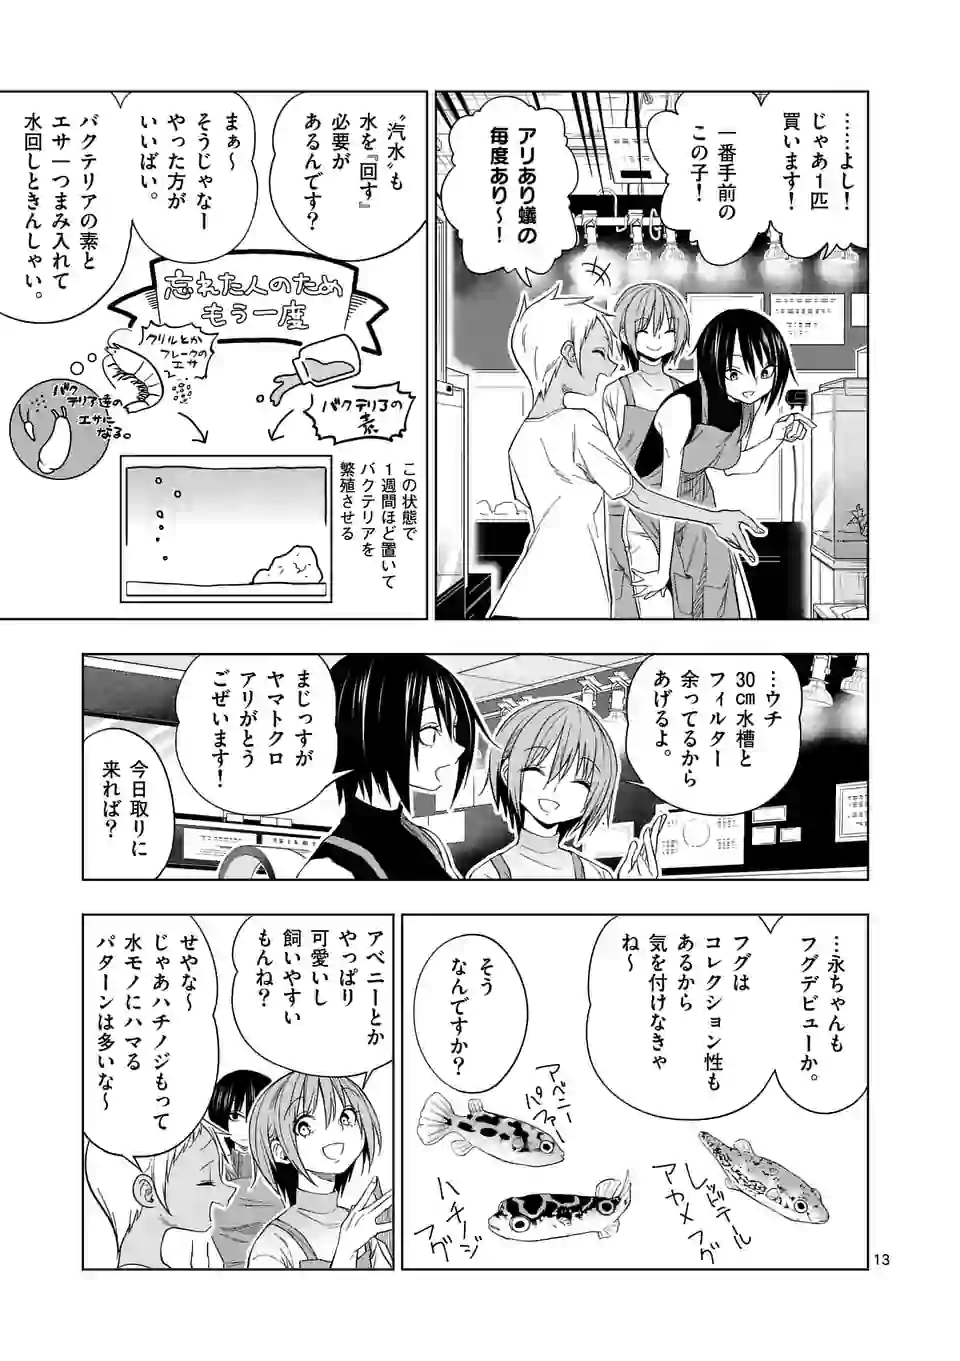 ……よし！
じゃあ1匹
買います！
一番手前の
この子！
アリあり蟻の
毎度あり〜！
〝汽水〟も
水を『回す』
必要が
あるんです？
まぁ〜
そうじゃなー
やった方が
いいばい。
バクテリアの素と
エサ一つまみ入れて
水回しときんしゃい。
忘れた人のため
もう一度
クリルとか
フレークの
エサ
バクテリアの
素
バク
テリア達の
エサに
なる。
この状態で
1週間ほど置いて
バクテリアを
繁殖させる
…ウチ
30cm水槽と
フィルター
余ってるから
あげるよ。
まじっすが
ヤマトクロ
アリがとう
ごぜいます！
今日取りに
来れば？
…永ちゃんも
フグデビューか。
フグは
コレクション性も
あるから
気を付けなきゃ
ね〜
そう
なんですか？
アベニー
パファー
レッドテール
アカメフグ
ハチノジ
フグ
アベニーとか
やっぱり
可愛いし
飼いやすい
もんね？
せやな〜
じゃあハチノジもって
水モノにハマる
パターンは多いな〜
13